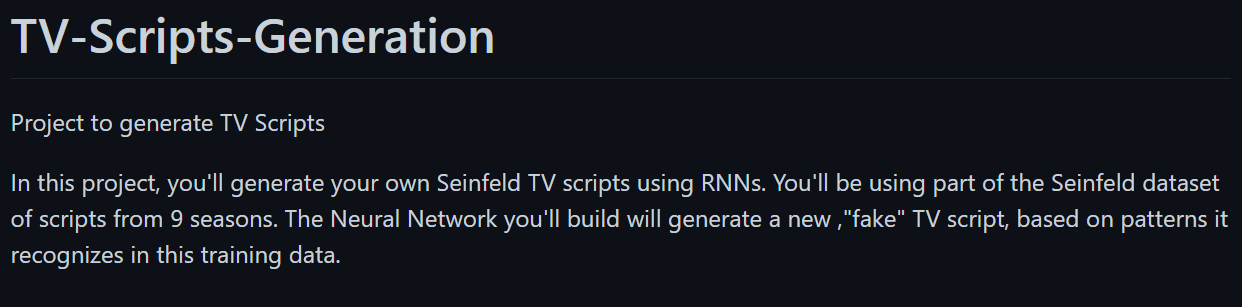 TV-Scripts-Generation
Project to generate TV Scripts
In this project, you'll generate your own Seinfeld TV scripts using RNNs. You'll be using part of the Seinfeld dataset
of scripts from 9 seasons. The Neural Network you'll build will generate a new ,"fake" TV script, based on patterns it
recognizes in this training data.